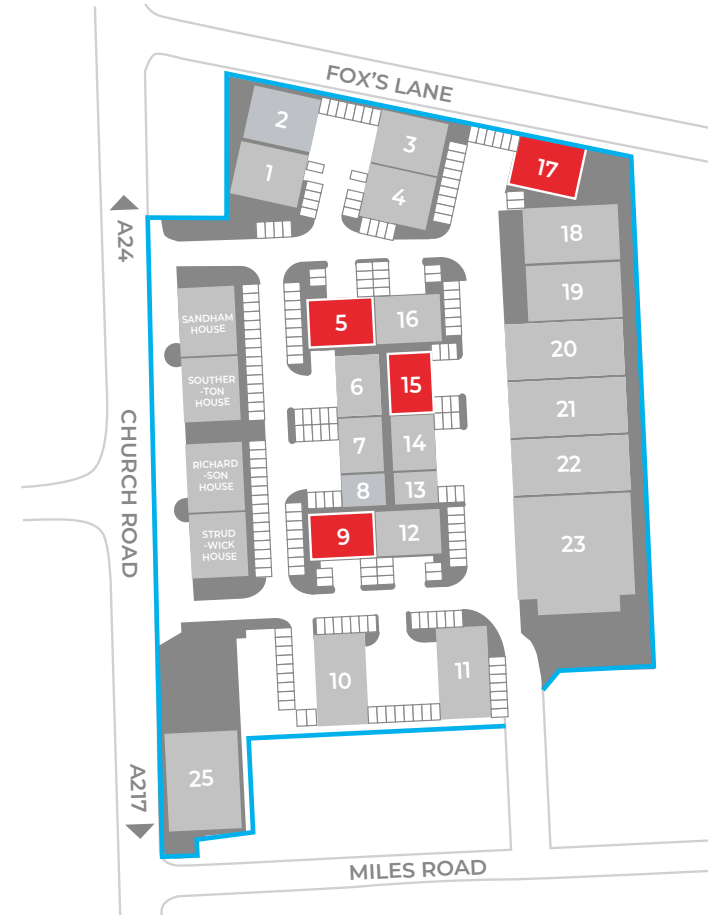 FOX'S LANE
2
3
1
4
17
A24
18
19
SANDHAM
HOUSE
5
16
20
SOUTHER
-TON
HOUSE
6
15
21
CHURCH ROAD
7
14
22
RICHARD
-SON
HOUSE
8
13
STRUD
-WICK
HOUSE
9
12
23
10
11
A217
25
MILES ROAD